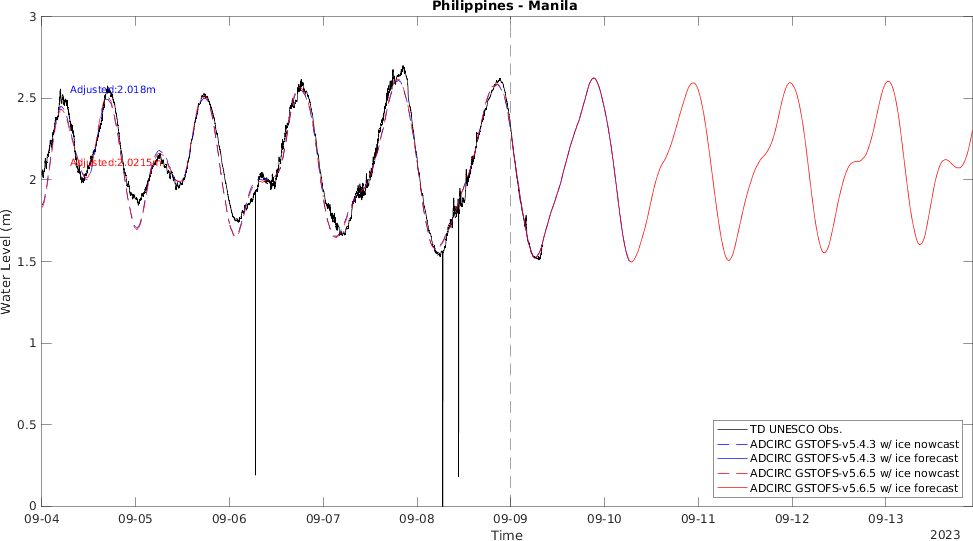 Philippines - Manila
3
2.5
2
1.5
1
0.5
0
Water Level (m)
Adjusted:2.018m
Adjusted:2.0215m
TD UNESCO Obs.
ADCIRC GSTOFS-v5.4.3 w/ ice nowcast
ADCIRC GSTOFS-v5.4.3 w/ ice forecast
ADCIRC GSTOFS-v5.6.5 w/ ice nowcast
ADCIRC GSTOFS-v5.6.5 w/ ice forecast
09-04 09-05 09-06 09-07 09-08 09-09 09-10 09-11 09-12 09-13
Time
2023